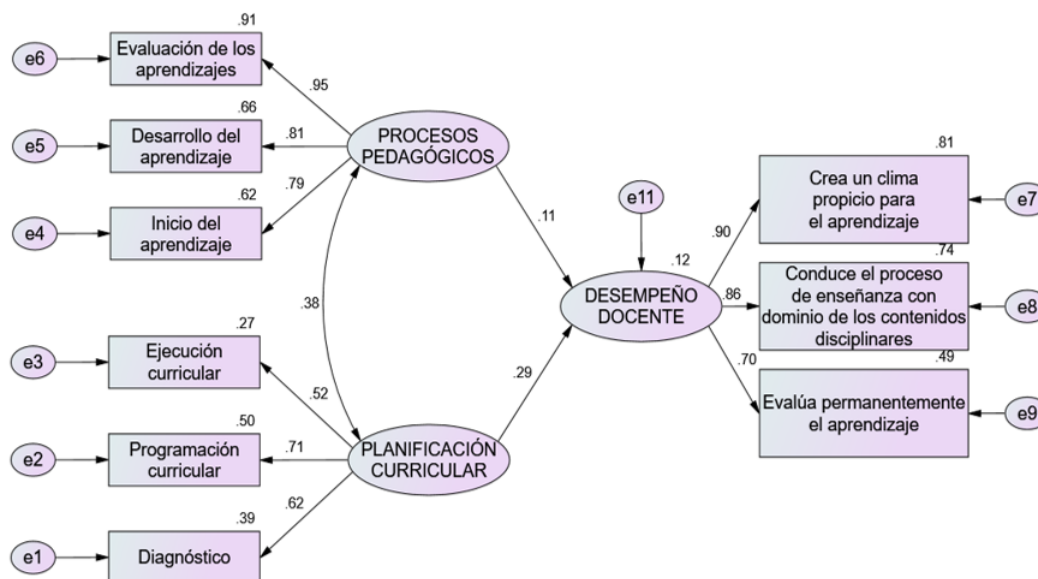 .91
e6
Evaluación de los
aprendizajes
.95
.66
e5
Desarrollo del
aprendizaje
.81
PROCESOS
PEDAGÓGICOS
.79
.62
e4
Inicio del
aprendizaje
.38
.27
e3
Ejecución
curricular
.52
.50
e2
Programación
curricular
.71
PLANIFICACIÓN
CURRICULAR
.62
.39
e1
Diagnóstico
.11
.29
e11
.12
DESEMPEÑO
DOCENTE
.90
.81
Crea un clima
propicio para
el aprendizaje
e7
.86
.74
Conduce el proceso
de enseñanza con
dominio de los contenidos
disciplinares
e8
.70
.49
Evalúa permanentemente
el aprendizaje
e9